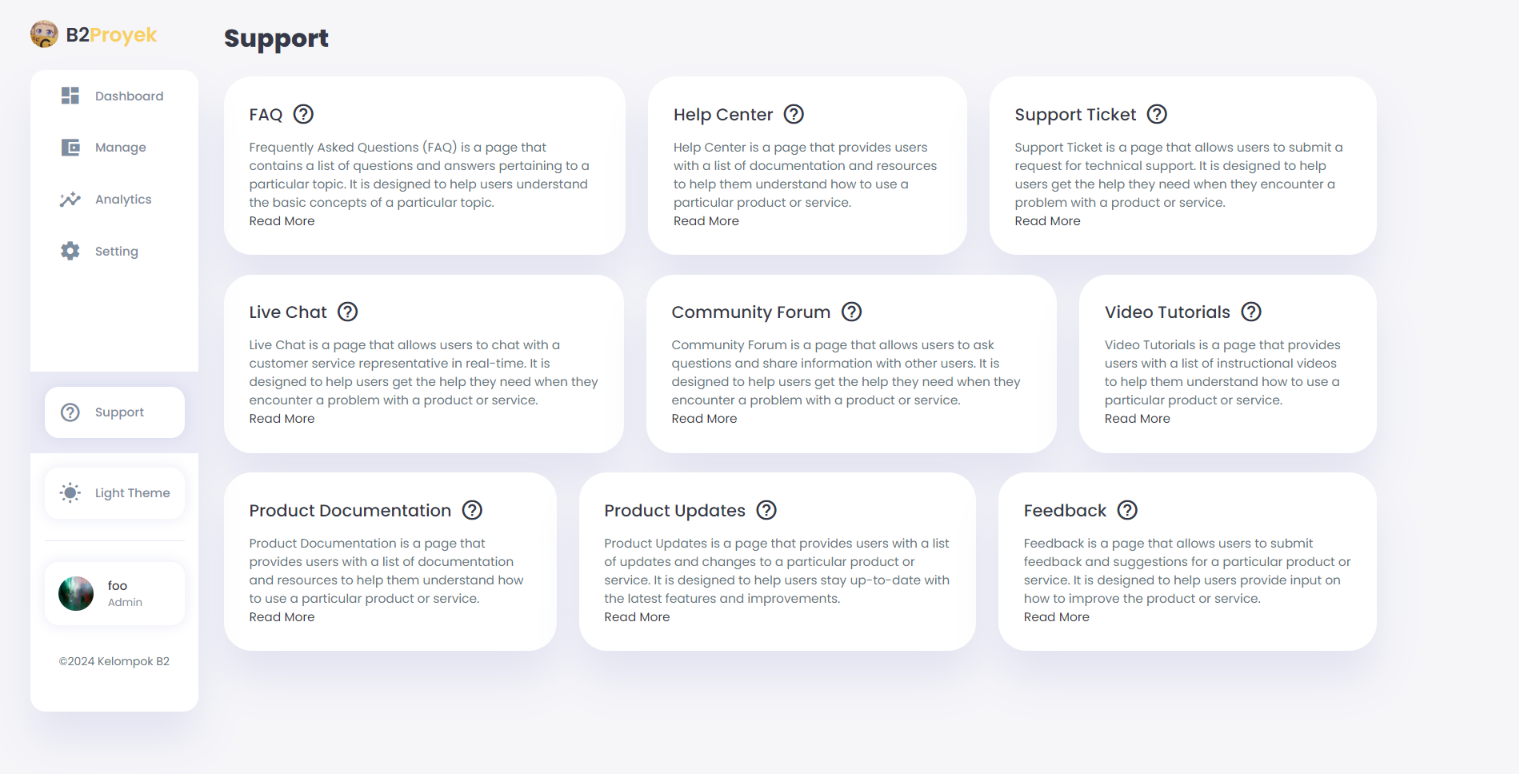 B2Proyek
Support
Dashboard
Manage
Analytics
Setting
Support
Light Theme
foo
Admin
©2024 Kelompok B2
FAQ
Frequently Asked Questions (FAQ) is a page that
contains a list of questions and answers pertaining to a
particular topic. It is designed to help users understand
the basic concepts of a particular topic.
Read More
Help Center
Help Center is a page that provides users
with a list of documentation and resources
to help them understand how to use a
particular product or service.
Read More
Support Ticket
Support Ticket is a page that allows users to submit a
request for technical support. It is designed to help
users get the help they need when they encounter a
problem with a product or service.
Read More
Live Chat
Live Chat is a page that allows users to chat with a
customer service representative in real-time. It is
designed to help users get the help they need when they
encounter a problem with a product or service.
Read More
Community Forum
Community Forum is a page that allows users to ask
questions and share information with other users. It is
designed to help users get the help they need when they
encounter a problem with a product or service.
Read More
Video Tutorials
Video Tutorials is a page that provides
users with a list of instructional videos
to help them understand how to use a
particular product or service.
Read More
Product Documentation
Product Documentation is a page that
provides users with a list of documentation
and resources to help them understand how
to use a particular product or service.
Read More
Product Updates
Product Updates is a page that provides users with a list
of updates and changes to a particular product or
service. It is designed to help users stay up-to-date with
the latest features and improvements.
Read More
Feedback
Feedback is a page that allows users to submit
feedback and suggestions for a particular product or
service. It is designed to help users provide input on
how to improve the product or service.
Read More